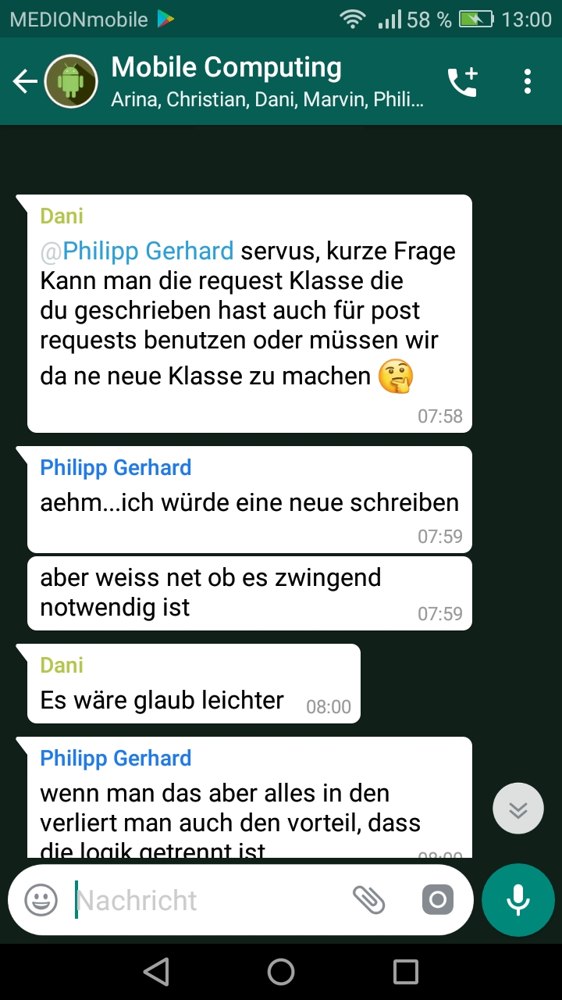 MEDIONmobile 58 % 13:00
Mobile Computing
Arina, Christian, Dani, Marvin, Phili...
Dani
@Philipp Gerhard servus, kurze Frage
Kann man die request Klasse die
du geschrieben hast auch für post
requests benutzen oder müssen wir
da ne neue Klasse zu machen 🤔
07:58
Philipp Gerhard
aehm...ich würde eine neue schreiben
07:59
aber weiss net ob es zwingend
notwendig ist
07:59
Dani
Es wäre glaub leichter 08:00
Philipp Gerhard
wenn man das aber alles in den
verliert man auch den vorteil, dass
die logik getrennt ist
08:00
Nachricht